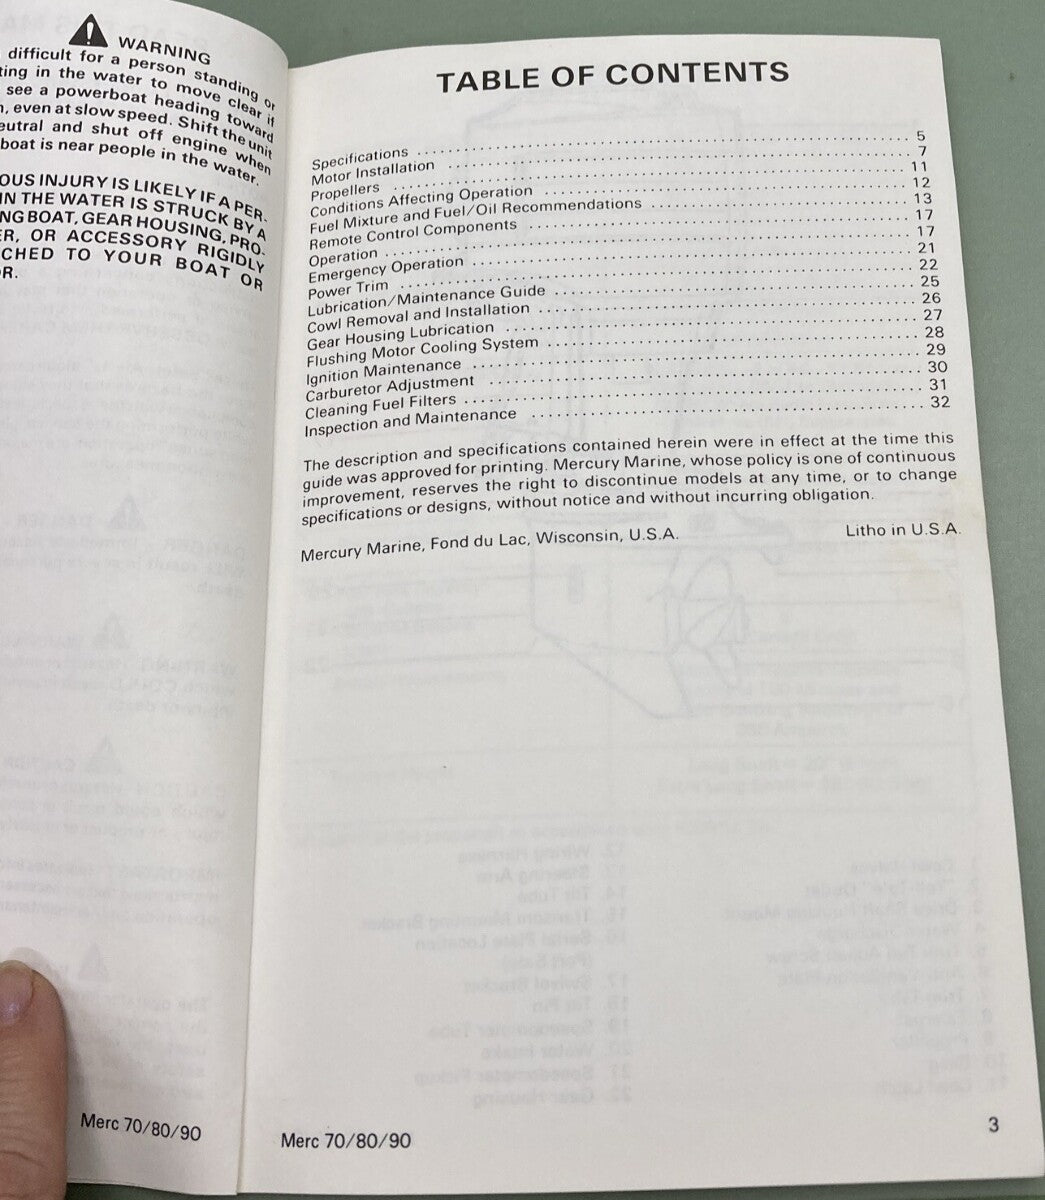 WARNING
difficult for a person standing or
ting in the water to move clear if
see a powerboat heading toward
, even at slow speed. Shift the unit
eutral and shut off engine when
boat is near people in the water.
OUS INJURY IS LIKELY IF A PER-
IN THE WATER IS STRUCK BY A
NG BOAT, GEAR HOUSING, PRO-
ER, OR ACCESSORY RIGIDLY
CHED TO YOUR BOAT OR
OR.
Merc 70/80/90
TABLE OF CONTENTS
Specifications 5
Motor Installation 7
Propellers 11
Conditions Affecting Operation 12
Fuel Mixture and Fuel/Oil Recommendations 13
Remote Control Components 17
Operation 17
Emergency Operation 21
Power Trim 22
Lubrication/Maintenance Guide 25
Cowl Removal and Installation 26
Gear Housing Lubrication 27
Flushing Motor Cooling System 28
Ignition Maintenance 29
Carburetor Adjustment 30
Cleaning Fuel Filters 31
Inspection and Maintenance 32
The description and specifications contained herein were in effect at the time this
guide was approved for printing. Mercury Marine, whose policy is one of continuous
improvement, reserves the right to discontinue models at any time, or to change
specifications or designs, without notice and without incurring obligation.
Mercury Marine, Fond du Lac, Wisconsin, U.S.A. Litho in U.S.A.
Merc 70/80/90 3